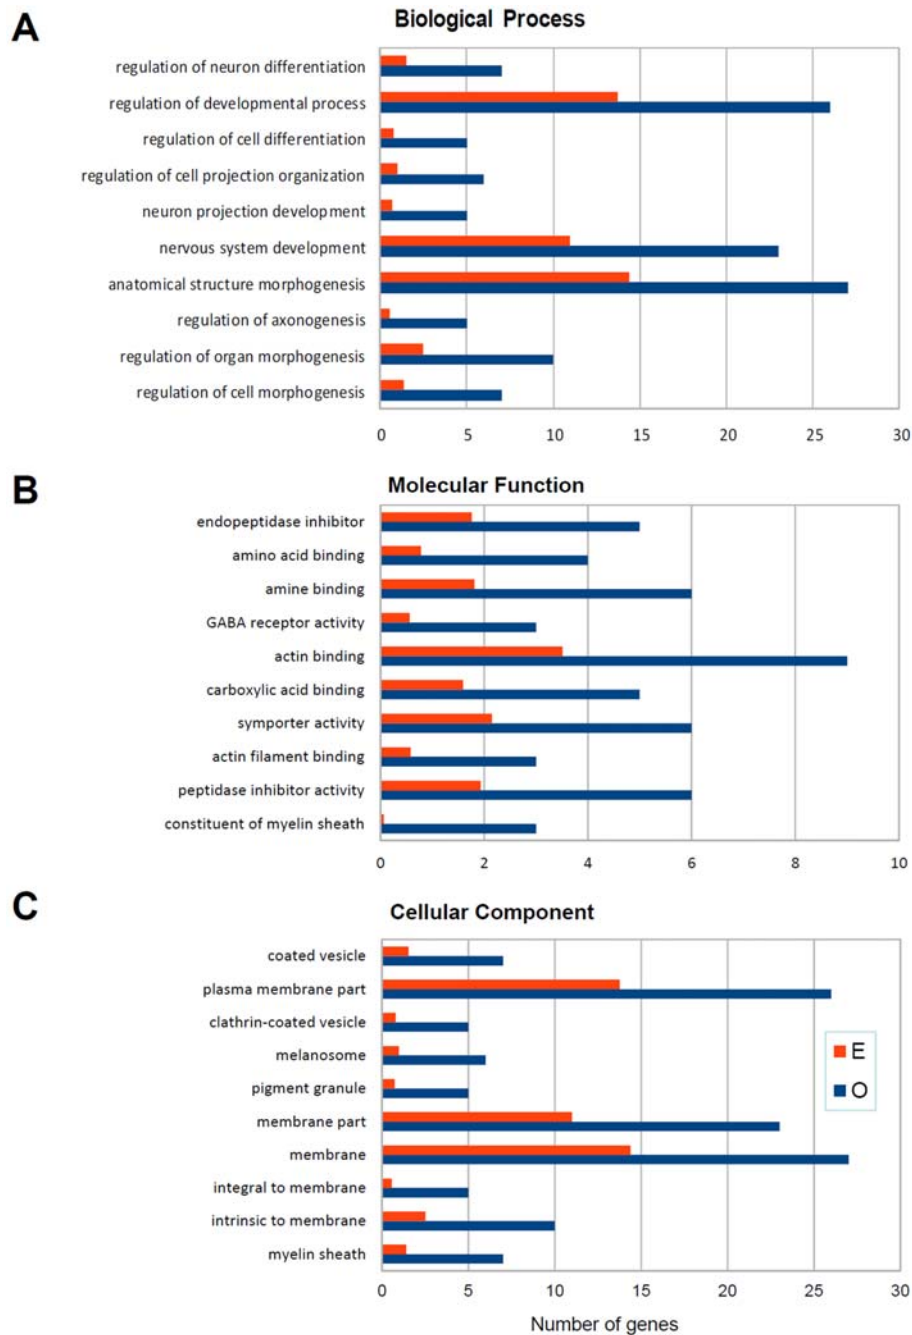 A
Biological Process
regulation of neuron differentiation
regulation of developmental process
regulation of cell differentiation
regulation of cell projection organization
neuron projection development
nervous system development
anatomical structure morphogenesis
regulation of axonogenesis
regulation of organ morphogenesis
regulation of cell morphogenesis
0 5 10 15 20 25 30
B
Molecular Function
endopeptidase inhibitor
amino acid binding
amine binding
GABA receptor activity
actin binding
carboxylic acid binding
symporter activity
actin filament binding
peptidase inhibitor activity
constituent of myelin sheath
0 2 4 6 8 10
C
Cellular Component
coated vesicle
plasma membrane part
clathrin-coated vesicle
melanosome
pigment granule
membrane part
membrane
integral to membrane
intrinsic to membrane
myelin sheath
E
O
0 5 10 15 20 25 30
Number of genes